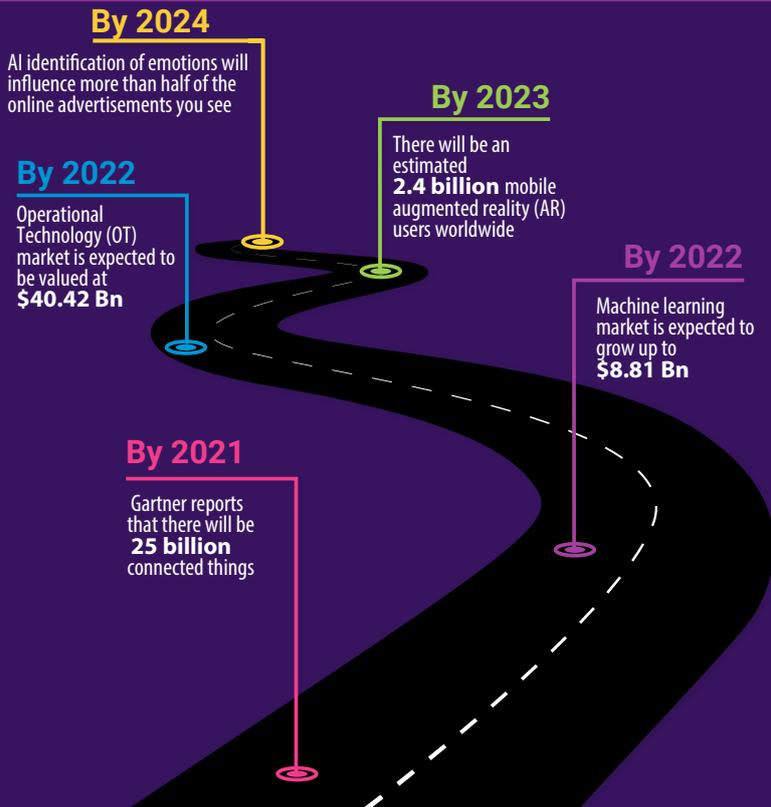 By 2024
AI identification of emotions will
influence more than half of the
online advertisements you see
By 2023
There will be an
estimated
2.4 billion mobile
augmented reality (AR)
users worldwide
By 2022
Operational
Technology (OT)
market is expected to
be valued at
$40.42 Bn
By 2022
Machine learning
market is expected to
grow up to
$8.81 Bn
By 2021
Gartner reports
that there will be
25 billion
connected things